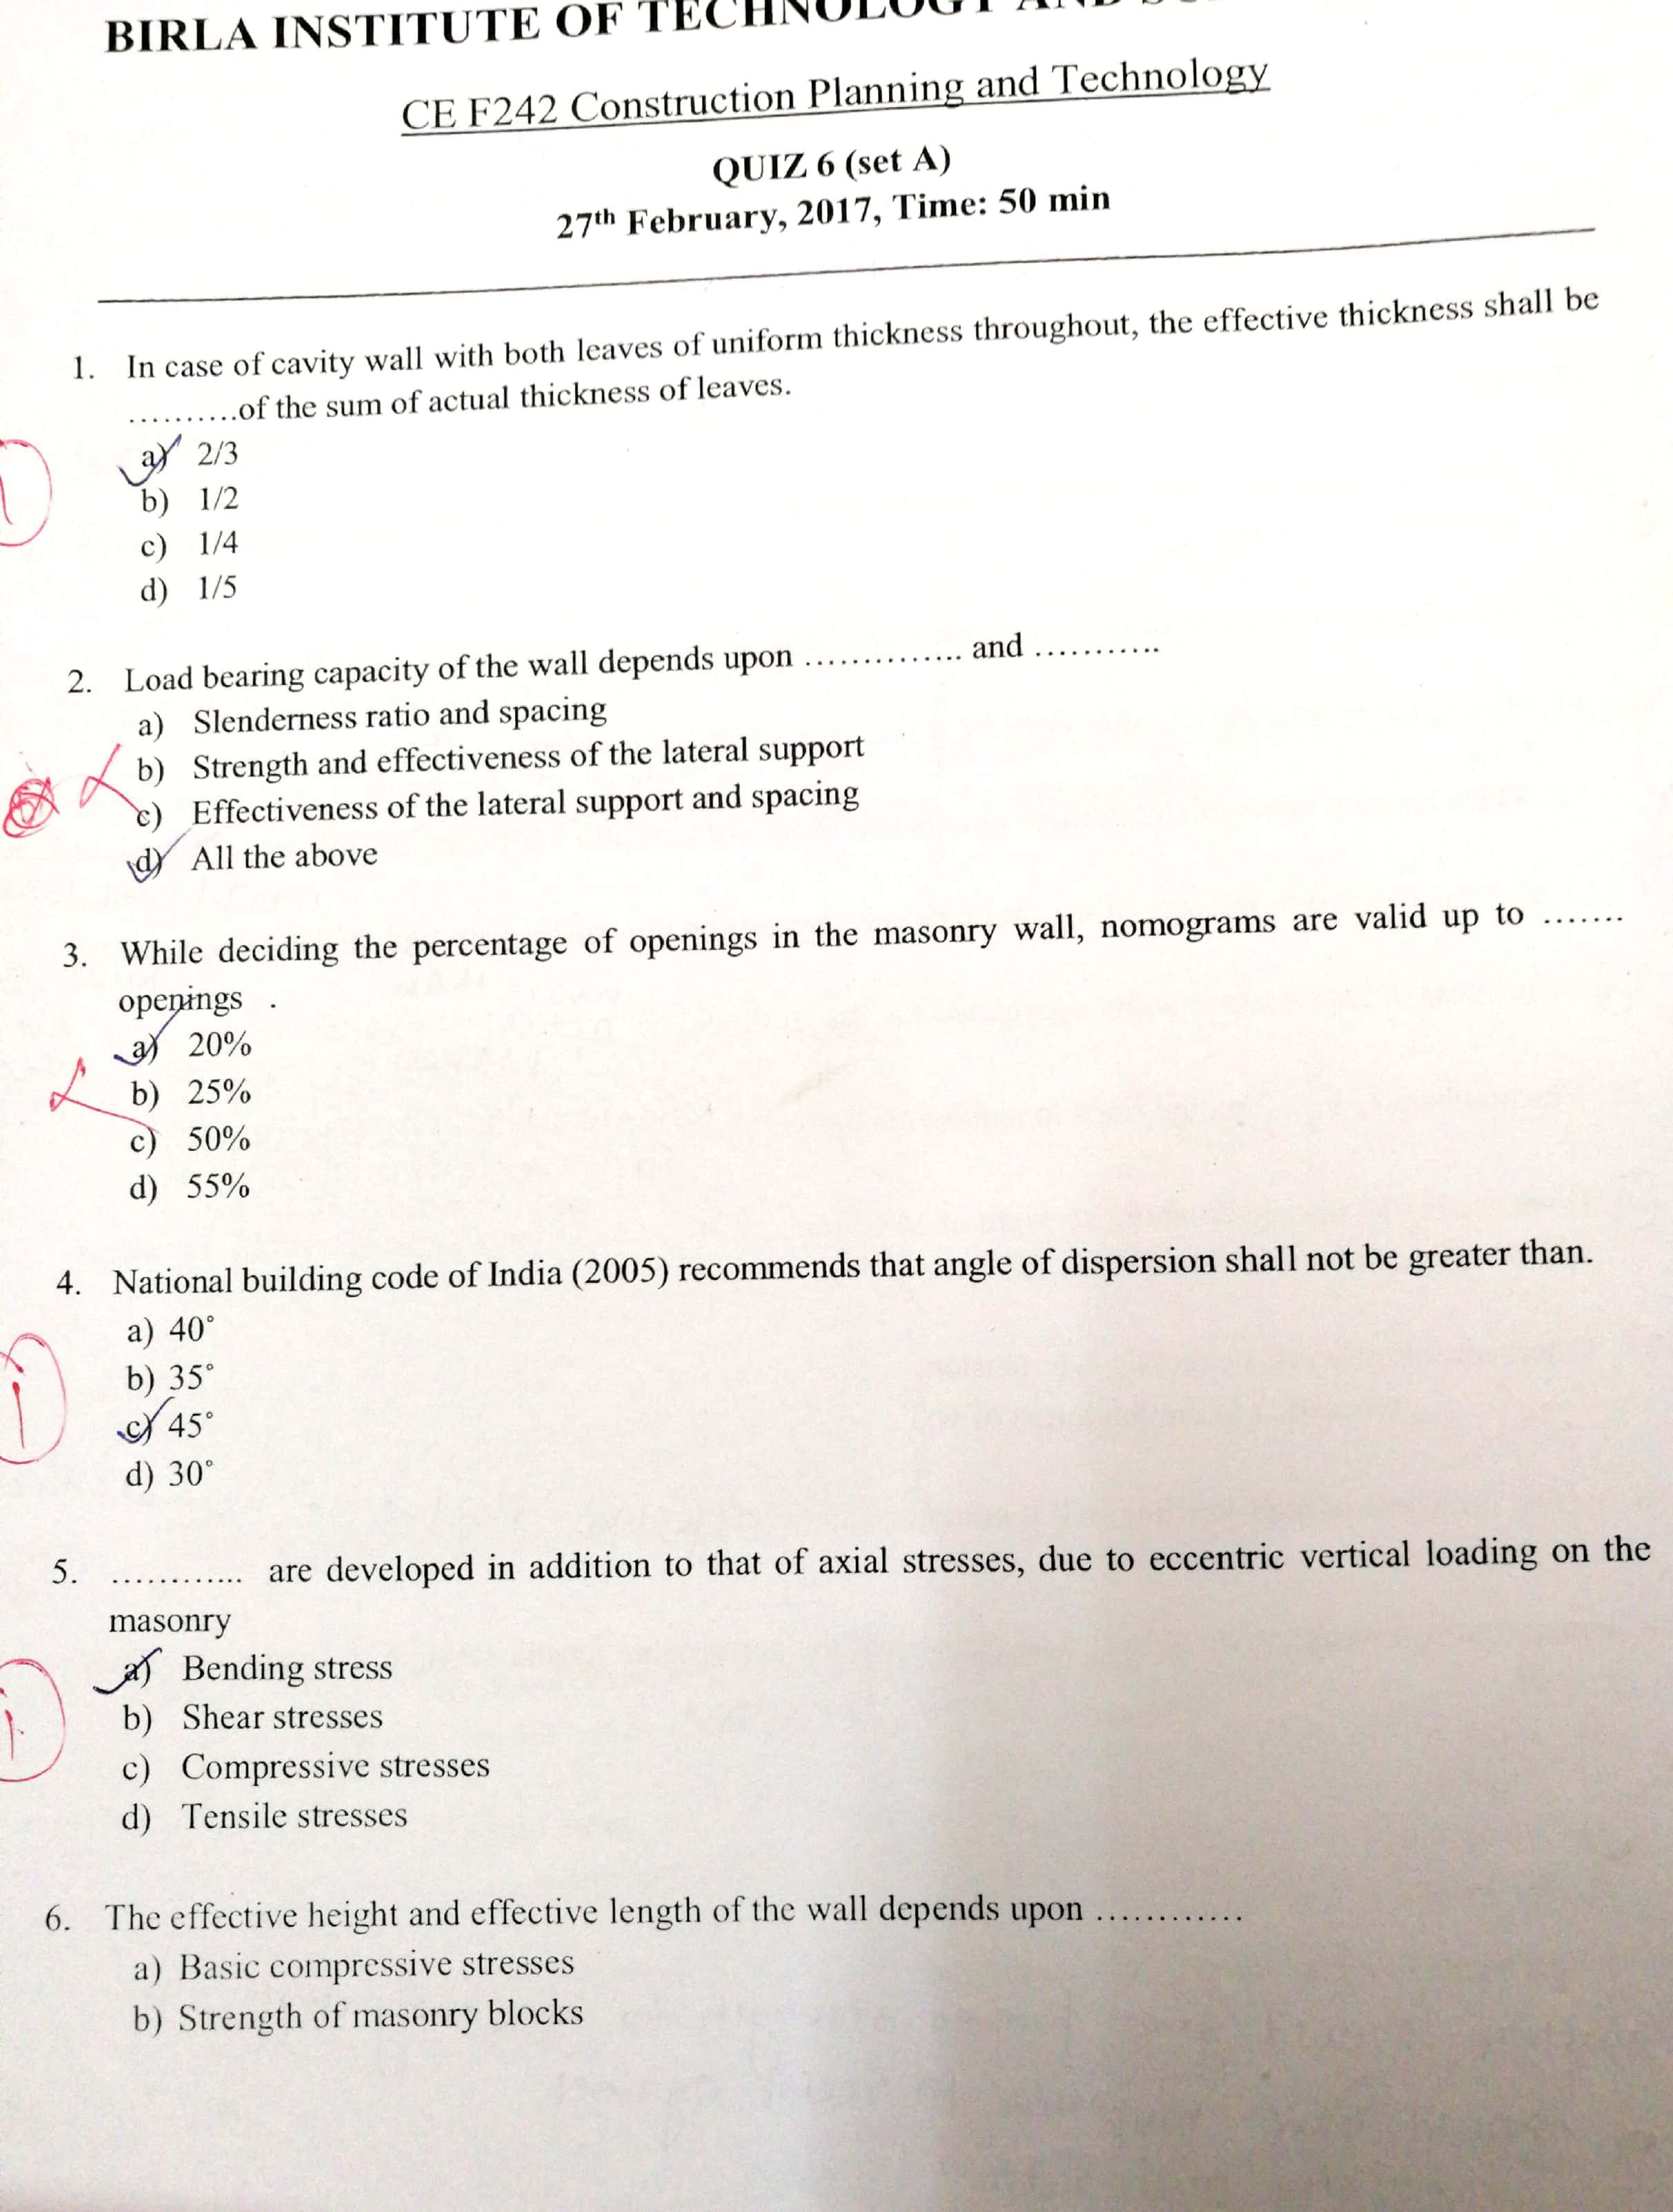 BIRLA INSTITUTE OF TECHNOLOGY AND
CE F242 Construction Planning and Technology
QUIZ 6 (set A)
27th February, 2017, Time: 50 min
1. In case of cavity wall with both leaves of uniform thickness throughout, the effective thickness shall be
..........of the sum of actual thickness of leaves.
a) 2/3
b) 1/2
c) 1/4
d) 1/5
2. Load bearing capacity of the wall depends upon .............. and ............
a) Slenderness ratio and spacing
b) Strength and effectiveness of the lateral support
c) Effectiveness of the lateral support and spacing
d) All the above
3. While deciding the percentage of openings in the masonry wall, nomograms are valid up to .......
openings .
a) 20%
b) 25%
c) 50%
d) 55%
4. National building code of India (2005) recommends that angle of dispersion shall not be greater than.
a) 40°
b) 35°
c) 45°
d) 30°
5. ............ are developed in addition to that of axial stresses, due to eccentric vertical loading on the
masonry
a) Bending stress
b) Shear stresses
c) Compressive stresses
d) Tensile stresses
6. The effective height and effective length of the wall depends upon ............
a) Basic compressive stresses
b) Strength of masonry blocks